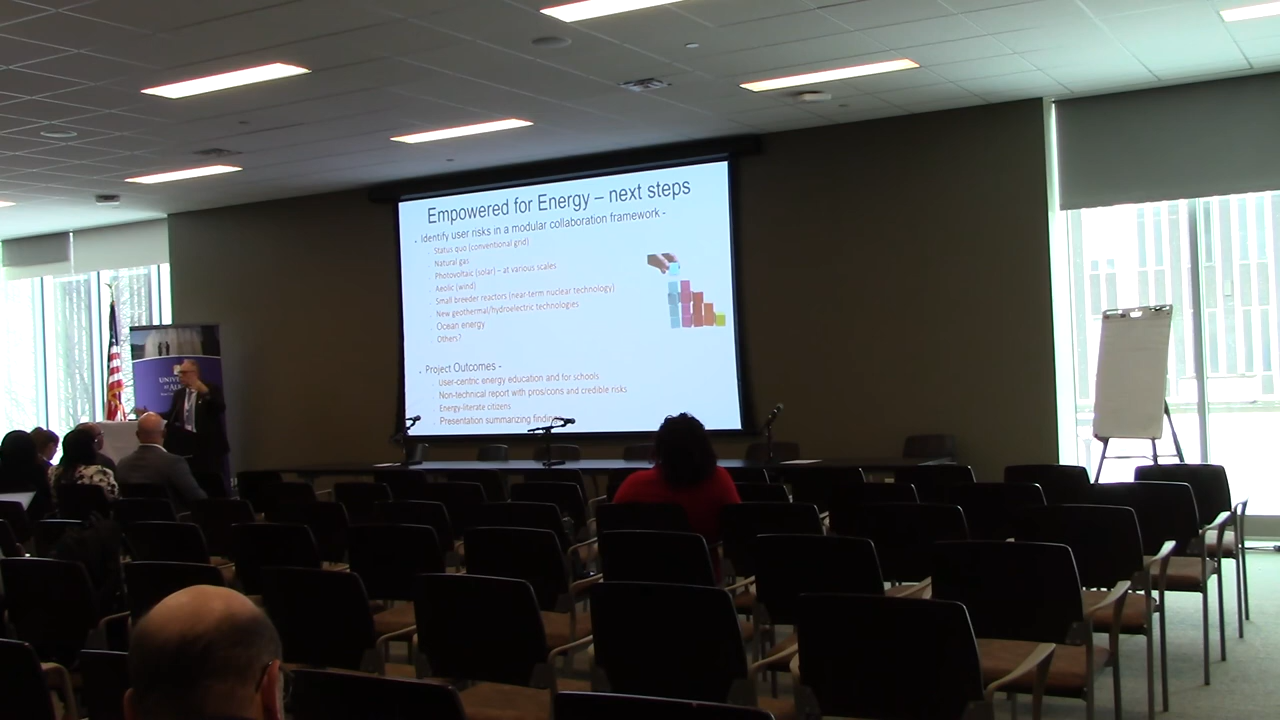 Empowered for Energy – next steps
Identify user risks in a modular collaboration framework -
Status quo (conventional grid)
Natural gas
Photovoltaic (solar) – at various scales
Aeolic (wind)
Small breeder reactors (near-term nuclear technology)
New geothermal/hydroelectric technologies
Ocean energy
Others?
Project Outcomes -
User-centric energy education and for schools
Non-technical report with pros/cons and credible risks
Energy-literate citizens
Presentation summarizing findings